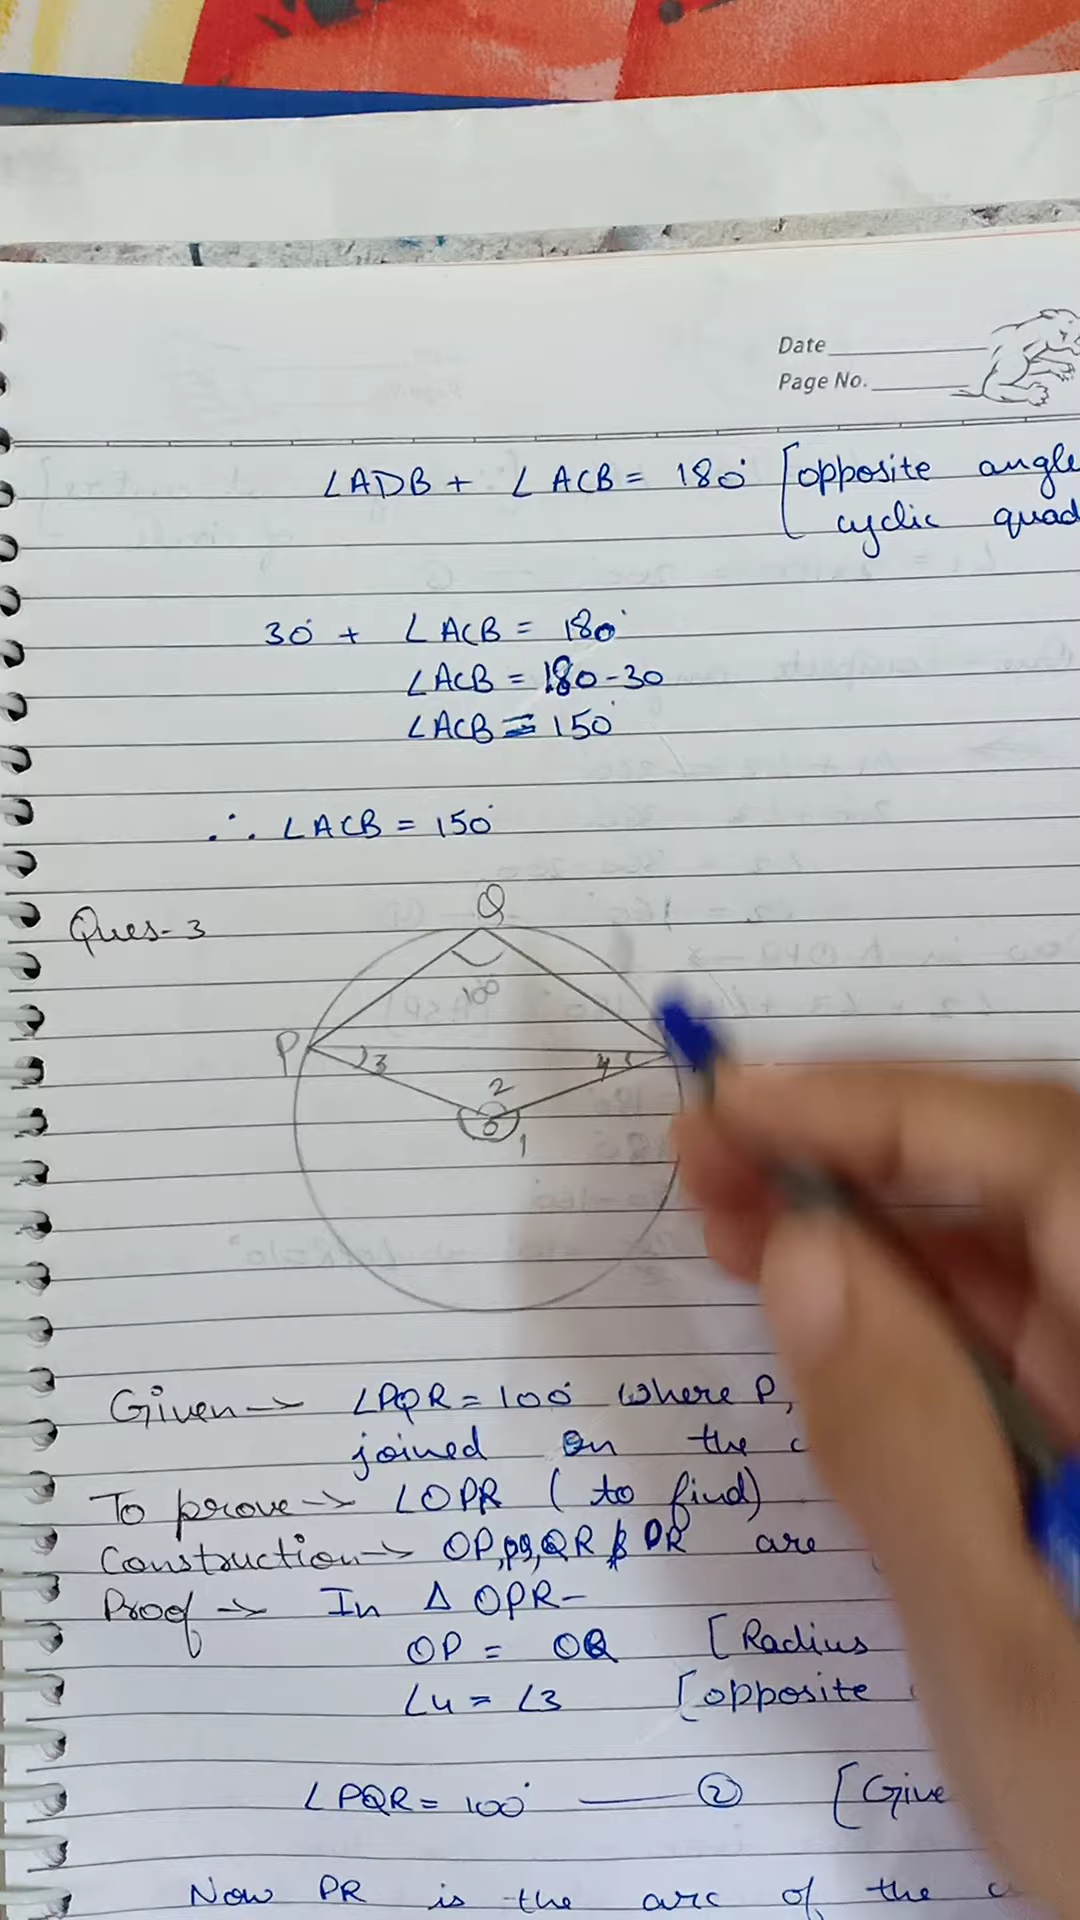 Date
Page No.
∠ADB + ∠ACB = 180° [opposite angle
cyclic quad
30° + ∠ACB = 180°
∠ACB = 180-30
∠ACB = 150°
∴ ∠ACB = 150°
Ques-3
Q
100°
P
3
4
2
O
1
Given → ∠PQR = 100° where P,
joined on the c
To prove → ∠OPR ( to find)
Construction → OP, PQ, QR & OR are
Proof → In Δ OPR-
OP = OR [Radius
∠4 = ∠3 [opposite
∠PQR = 100° — ② [Give
Now PR is the arc of the c